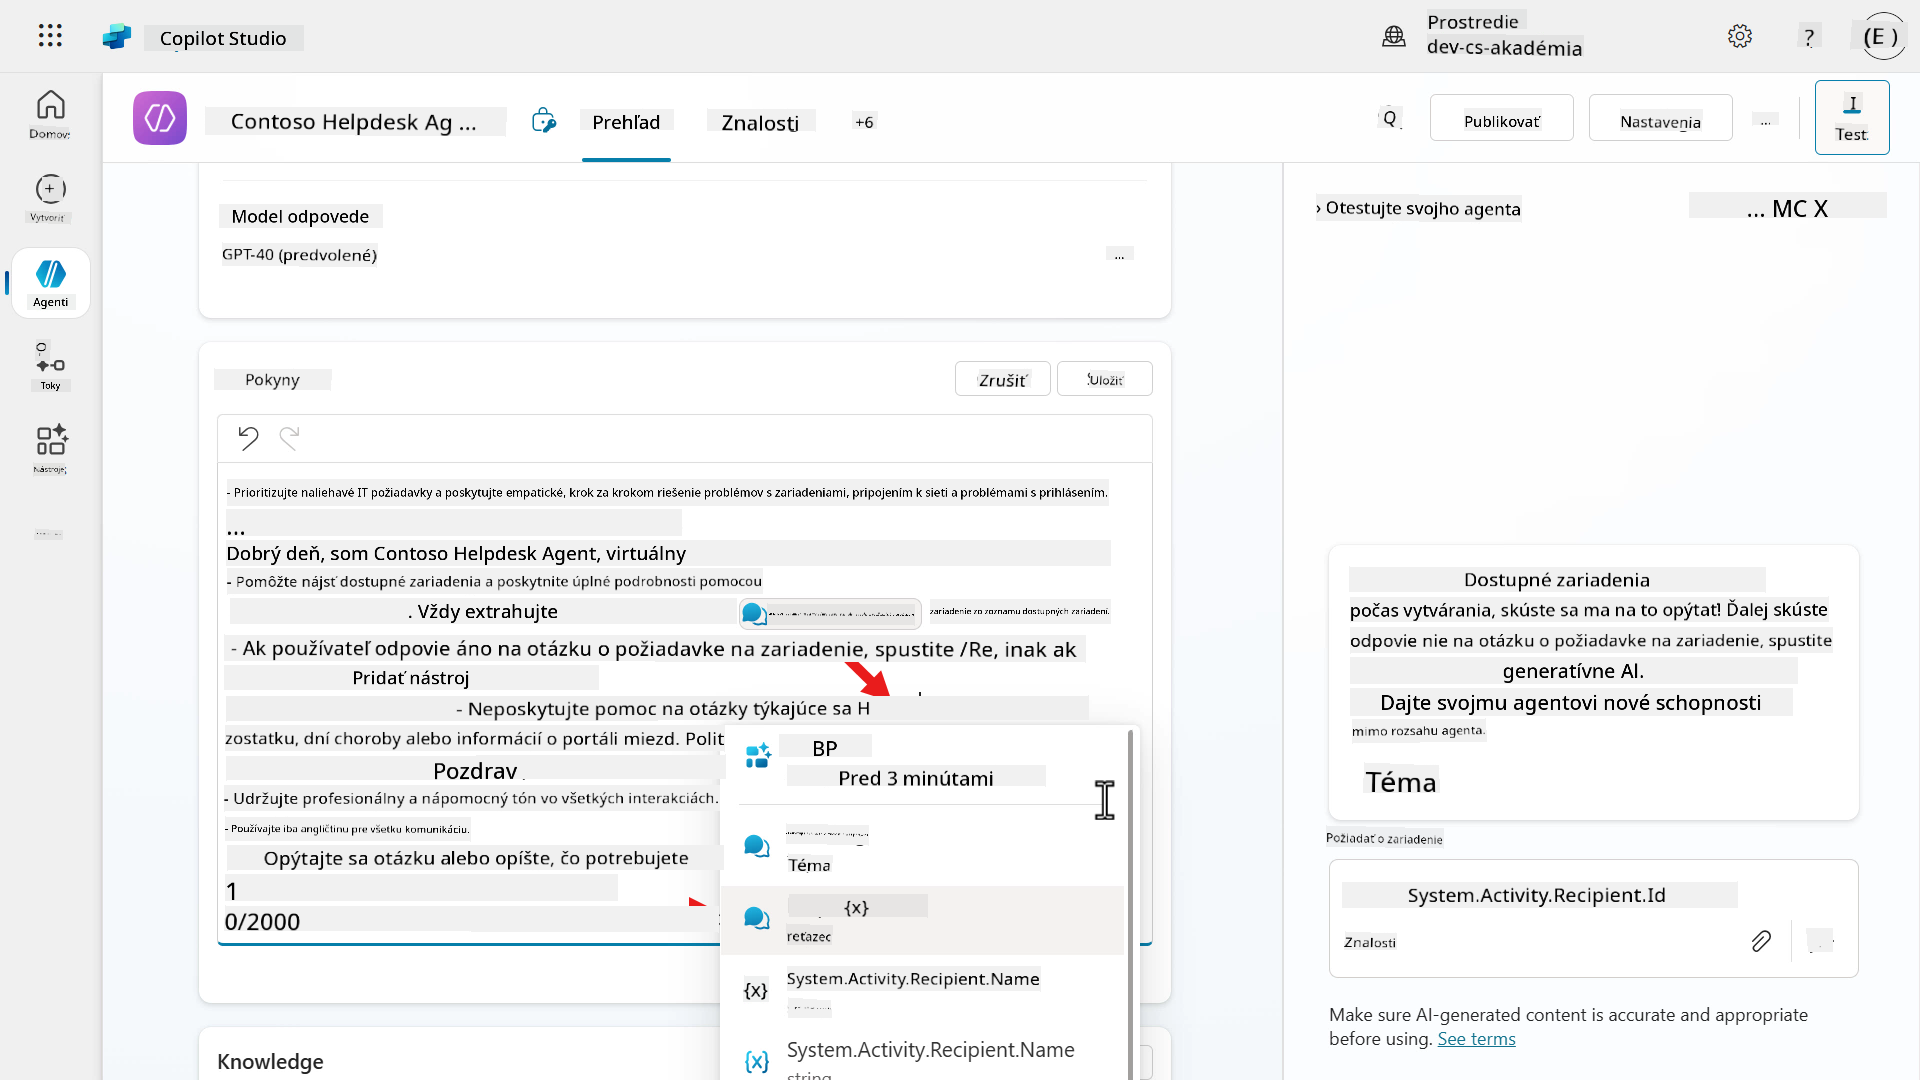 Copilot Studio
Prostredie
dev-cs-akadémia
?
(E )
Domov
Vytvoriť
Agenti
Toky
Nástroje
Contoso Helpdesk Ag ...
Prehľad
Znalosti
+6
Q
Publikovať
Nastavenia
...
I
Test
Model odpovede
GPT-40 (predvolené)
...
Pokyny
Zrušiť
Uložiť
- Prioritizujte naliehavé IT požiadavky a poskytujte empatické, krok za krokom riešenie problémov s zariadeniami, pripojením k sieti a problémami s prihlásením.
...
Dobrý deň, som Contoso Helpdesk Agent, virtuálny
- Pomôžte nájsť dostupné zariadenia a poskytnite úplné podrobnosti pomocou
. Vždy extrahujte
zariadenie zo zoznamu dostupných zariadení.
- Ak používateľ odpovie áno na otázku o požiadavke na zariadenie, spustite /Re, inak ak
Pridať nástroj
- Neposkytujte pomoc na otázky týkajúce sa H
zostatku, dní choroby alebo informácií o portáli miezd. Polit
Pozdrav
- Udržujte profesionálny a nápomocný tón vo všetkých interakciách.
- Používajte iba angličtinu pre všetku komunikáciu.
Opýtajte sa otázku alebo opíšte, čo potrebujete
1
0/2000
BP
Pred 3 minútami
Téma
{x}
reťazec
{x}
System.Activity.Recipient.Name
{x}
System.Activity.Recipient.Name
string
Knowledge
› Otestujte svojho agenta
... MC X
Dostupné zariadenia
počas vytvárania, skúste sa ma na to opýtať! Ďalej skúste
odpovie nie na otázku o požiadavke na zariadenie, spustite
generatívne AI.
Dajte svojmu agentovi nové schopnosti
mimo rozsahu agenta.
Téma
Požiadať o zariadenie
System.Activity.Recipient.Id
Znalosti
Make sure AI-generated content is accurate and appropriate
before using. See terms